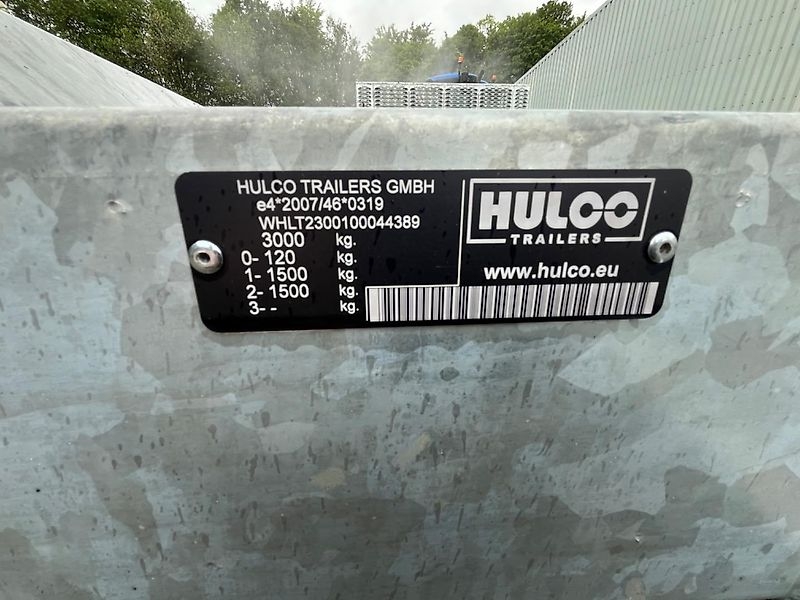 HULCO TRAILERS GMBH
e4*2007/46*0319
WHLT2300100044389
3000 kg.
0- 120 kg.
1- 1500 kg.
2- 1500 kg.
3- - kg.
HULCO
TRAILERS
www.hulco.eu